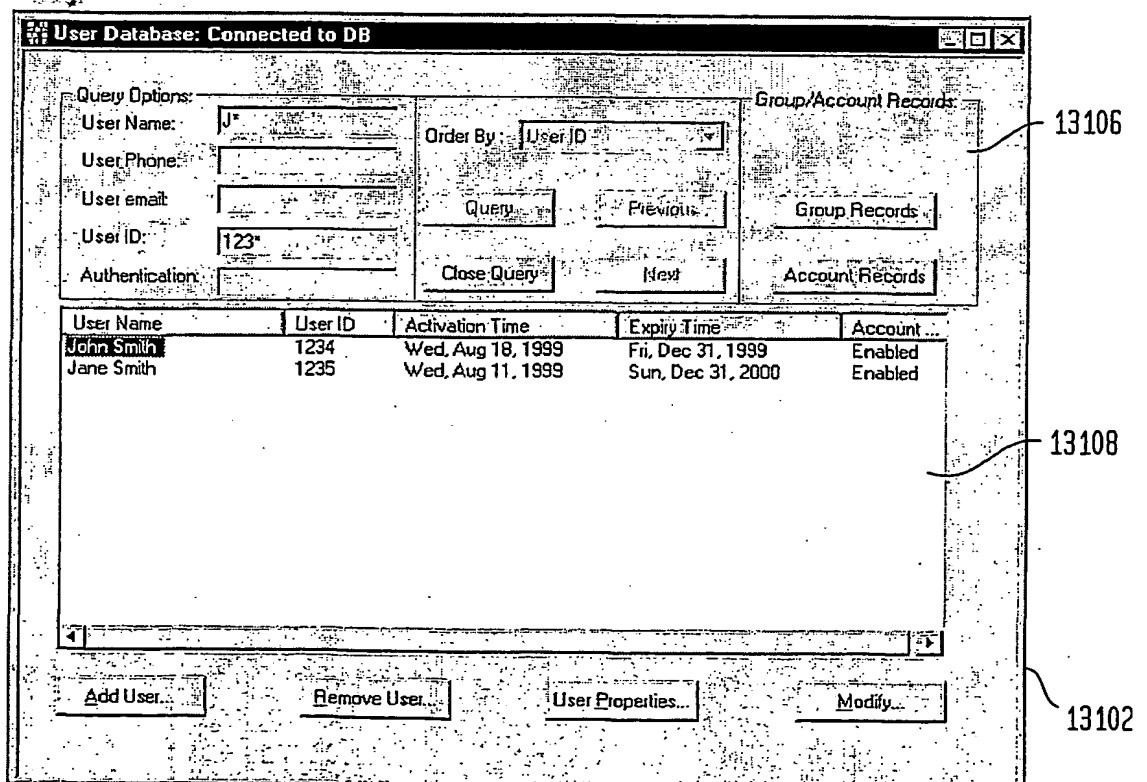 User Database: Connected to DB
Query Options:
User Name: J*
User Phone:
User email:
User ID: 123*
Authentication:
Order By: User ID
Query Previous
Close Query Next
Group/Account Records:
Group Records
Account Records
13106
User Name User ID Activation Time Expiry Time Account ...
John Smith 1234 Wed, Aug 18, 1999 Fri, Dec 31, 1999 Enabled
Jane Smith 1235 Wed, Aug 11, 1999 Sun, Dec 31, 2000 Enabled
13108
Add User... Remove User... User Properties... Modify...
13102